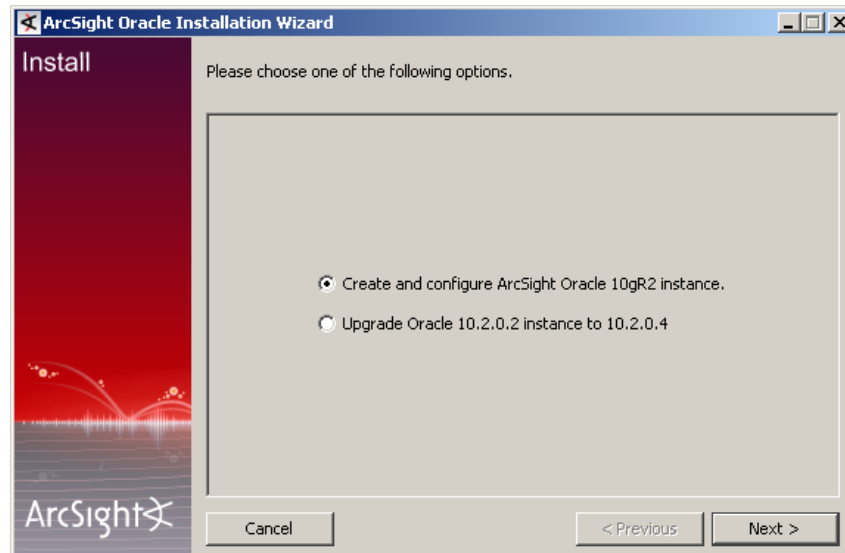 ArcSight Oracle Installation Wizard
Install
Please choose one of the following options.
Create and configure ArcSight Oracle 10gR2 instance.
Upgrade Oracle 10.2.0.2 instance to 10.2.0.4
ArcSight
Cancel
< Previous
Next >